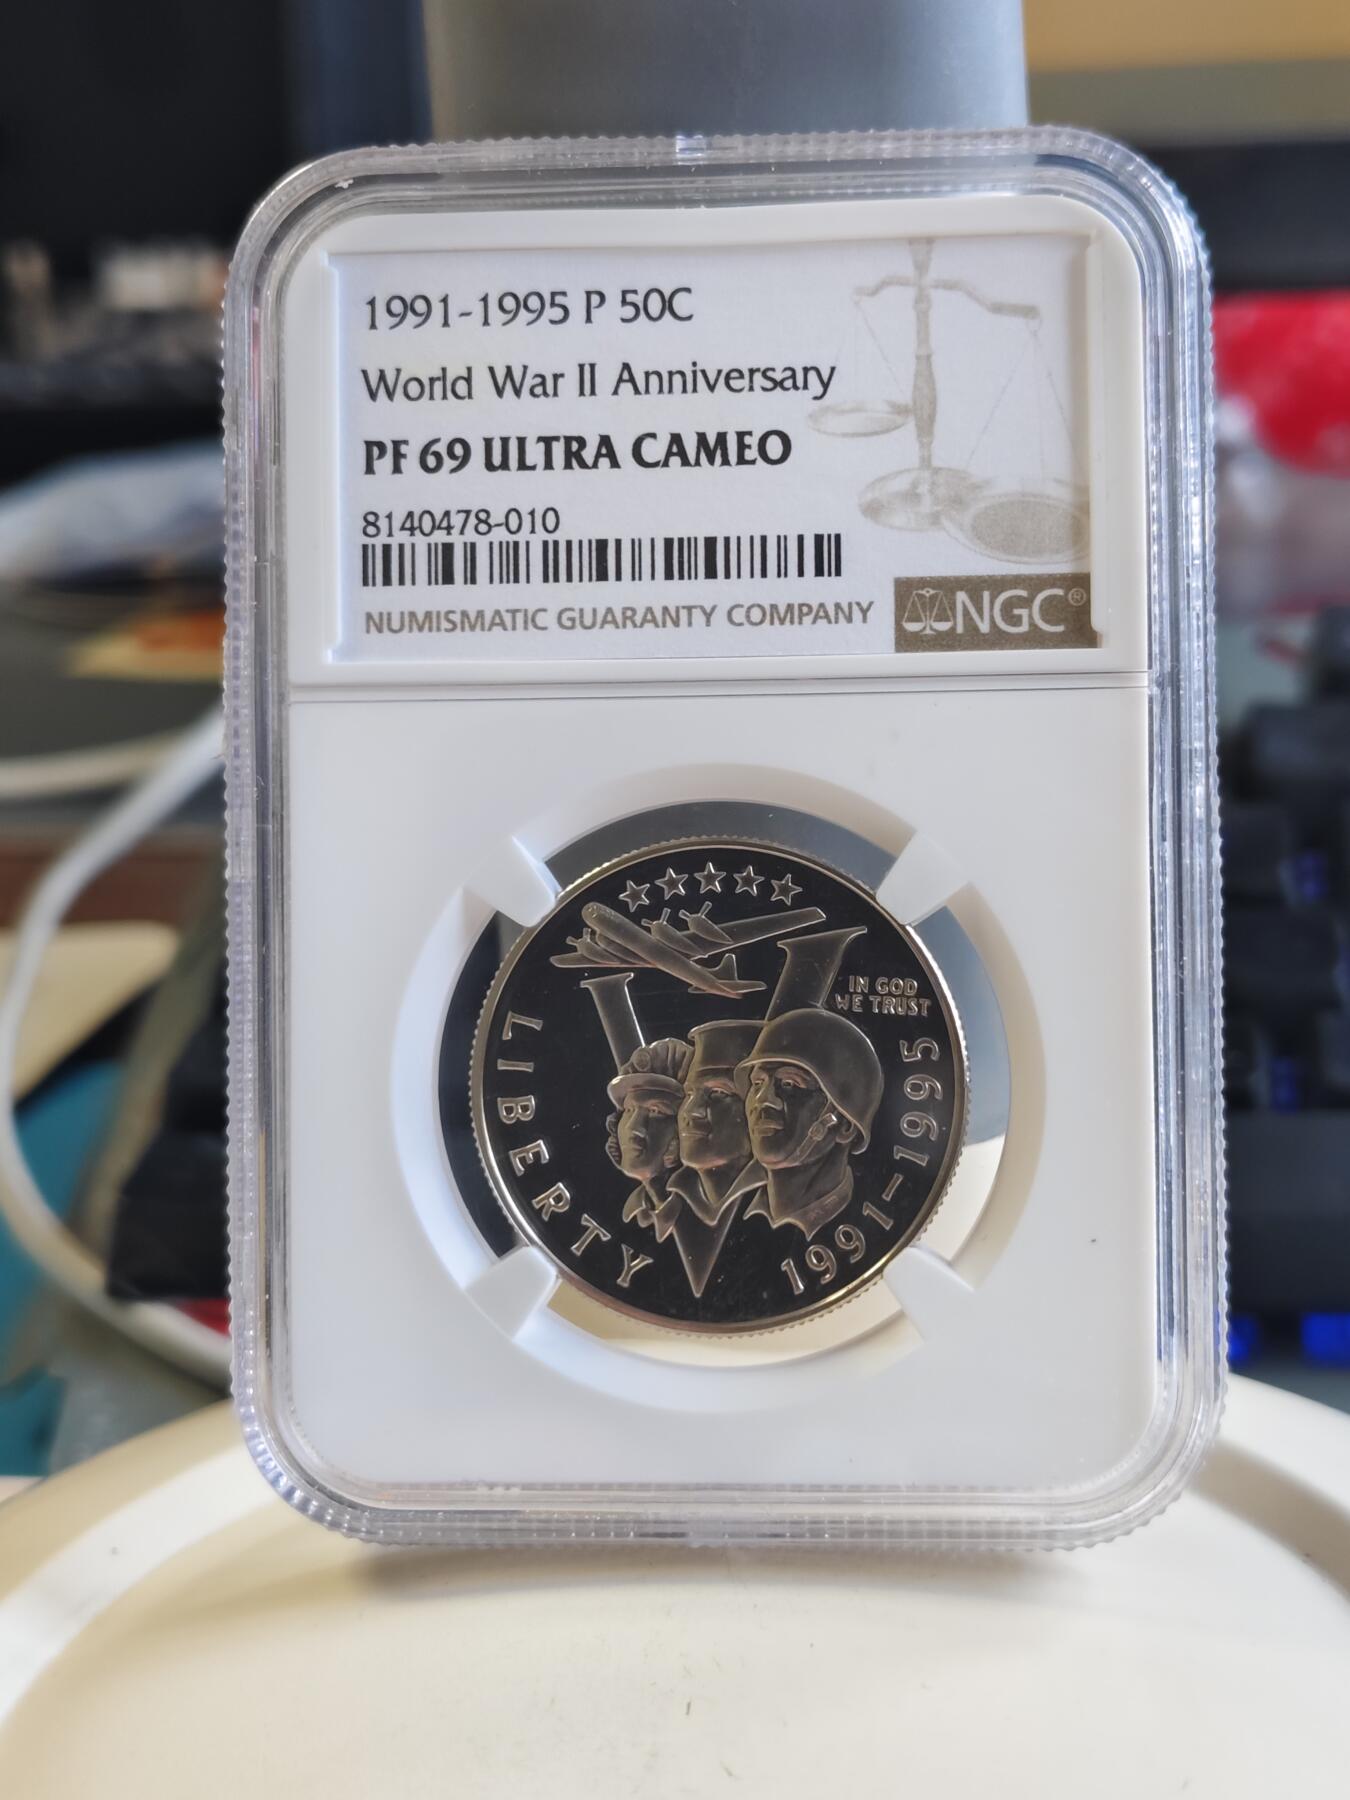 1991-1995 P 50C
World War II Anniversary
PF 69 ULTRA CAMEO
8140478-010
NUMISMATIC GUARANTY COMPANY
NGC®
IN GOD
WE TRUST
LIBERTY
1991-1995